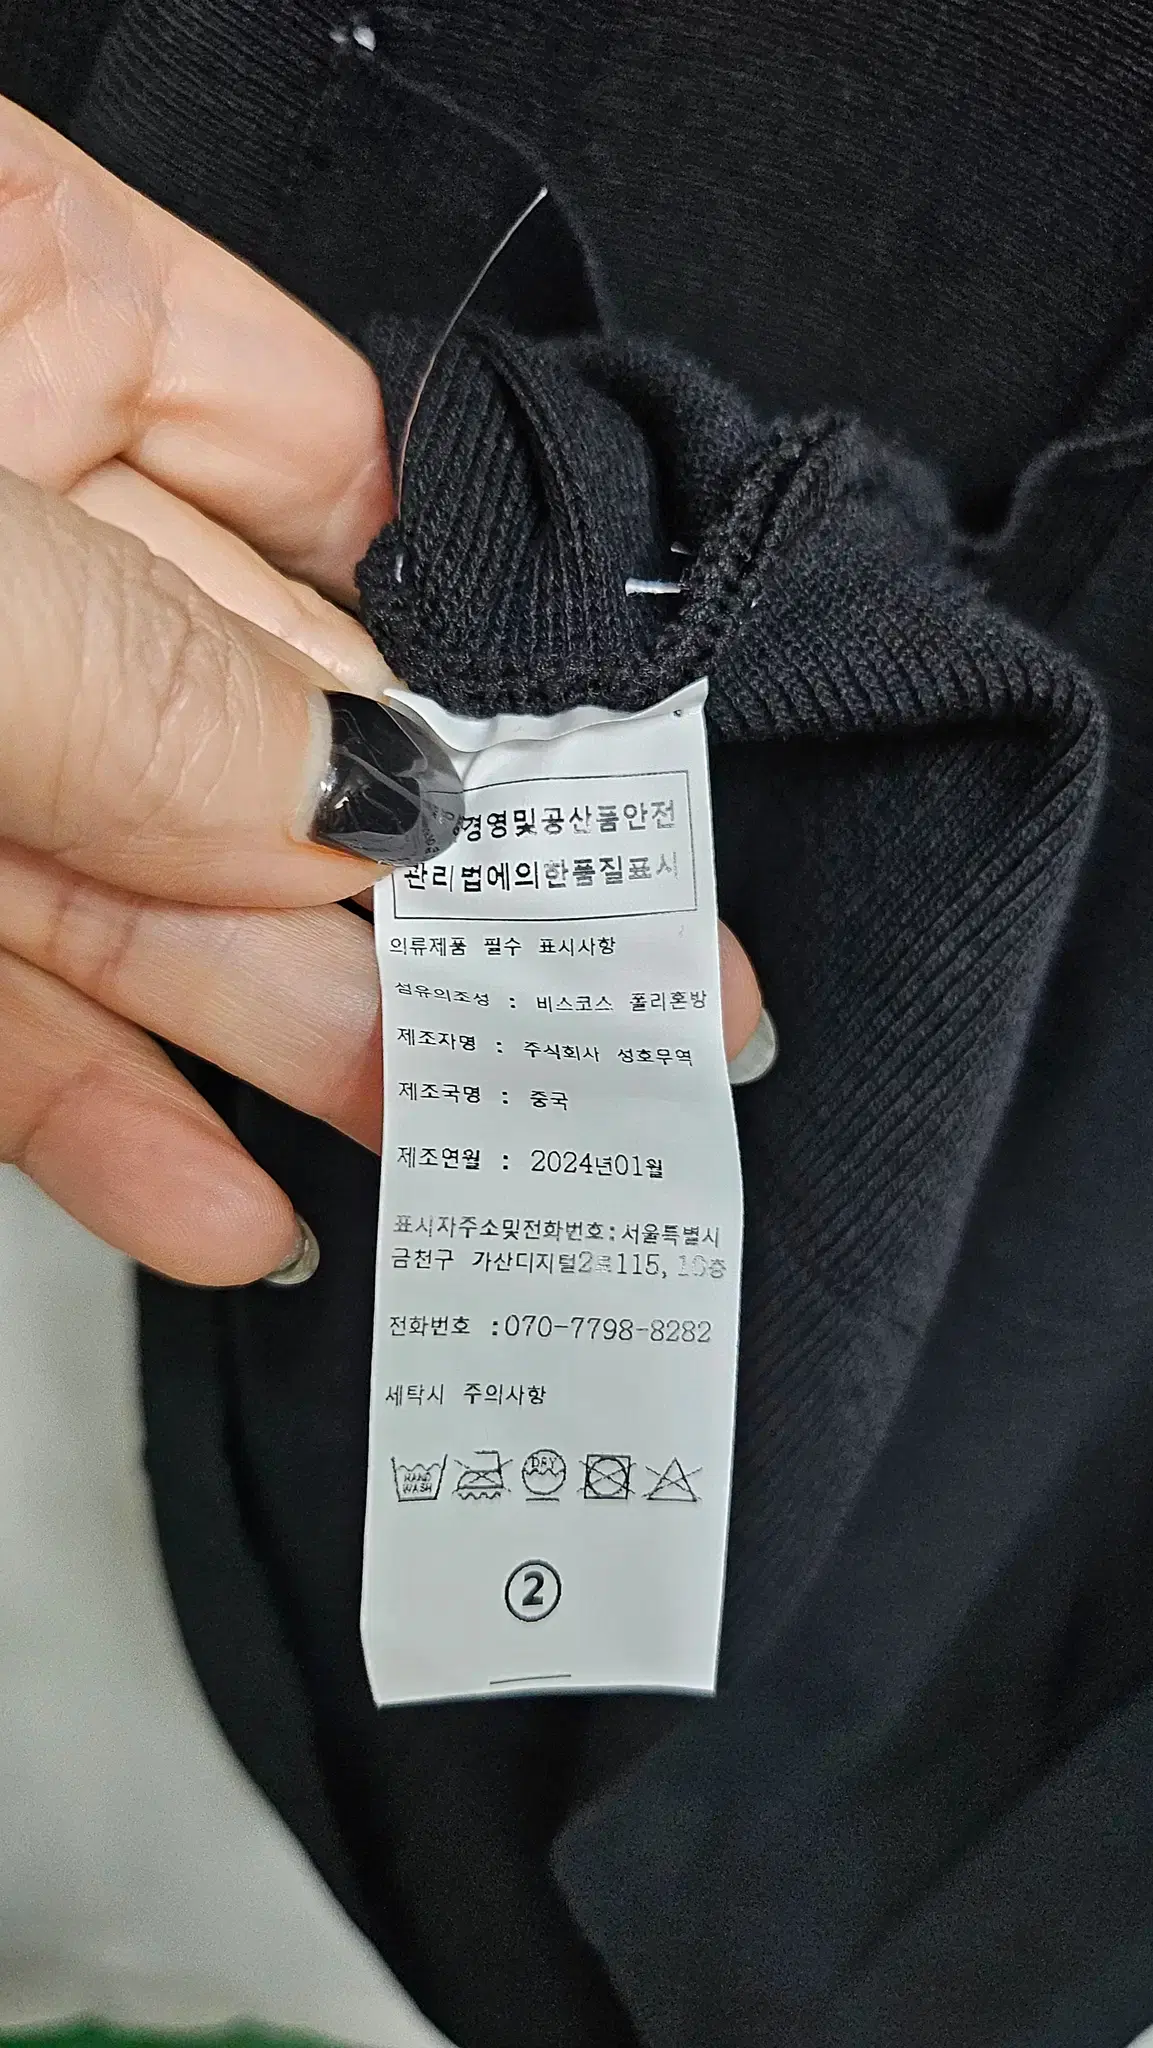 경영및공산품안전
관리법에의한품질표시
의류제품 필수 표시사항
섬유의조성 : 비스코스 폴리혼방
제조자명 : 주식회사 성호무역
제조국명 : 중국
제조연월 : 2024년01월
표시자주소및전화번호:서울특별시
금천구 가산디지털2로115,
전화번호 :070-7798-8282
세탁시 주의사항
HAND WASH DRY
②